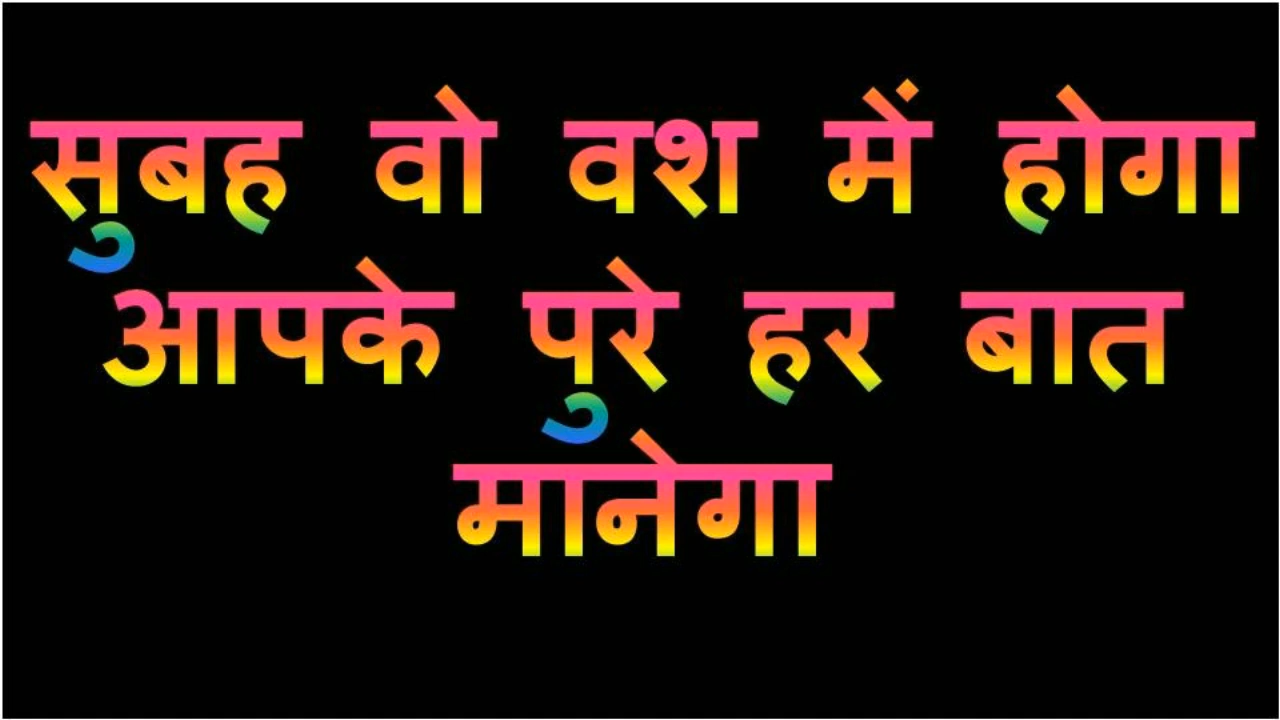 सुबह वो वश में होगा
आपके पुरे हर बात
मानेगा